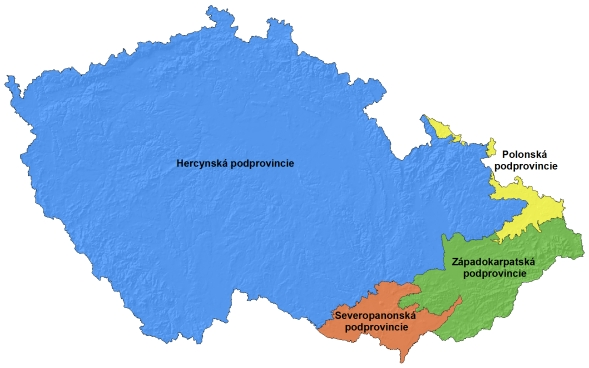 Hercynská podprovincie
Polonská
podprovincie
Západokarpatská
podprovincie
Severopanonská
podprovincie